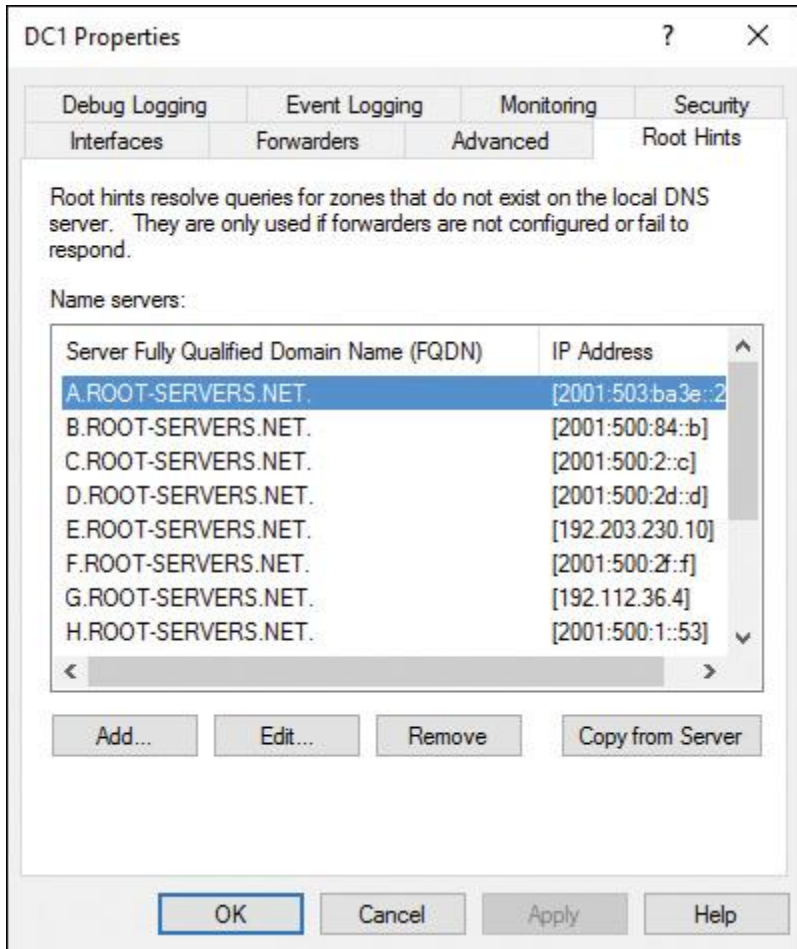 DC1 Properties ? X
Debug Logging Event Logging Monitoring Security
Interfaces Forwarders Advanced Root Hints
Root hints resolve queries for zones that do not exist on the local DNS
server. They are only used if forwarders are not configured or fail to
respond.
Name servers:
Server Fully Qualified Domain Name (FQDN) IP Address
A.ROOT-SERVERS.NET. [2001:503:ba3e::2
B.ROOT-SERVERS.NET. [2001:500:84::b]
C.ROOT-SERVERS.NET. [2001:500:2::c]
D.ROOT-SERVERS.NET. [2001:500:2d::d]
E.ROOT-SERVERS.NET. [192.203.230.10]
F.ROOT-SERVERS.NET. [2001:500:2f::f]
G.ROOT-SERVERS.NET. [192.112.36.4]
H.ROOT-SERVERS.NET. [2001:500:1::53]
Add... Edit... Remove Copy from Server
OK Cancel Apply Help